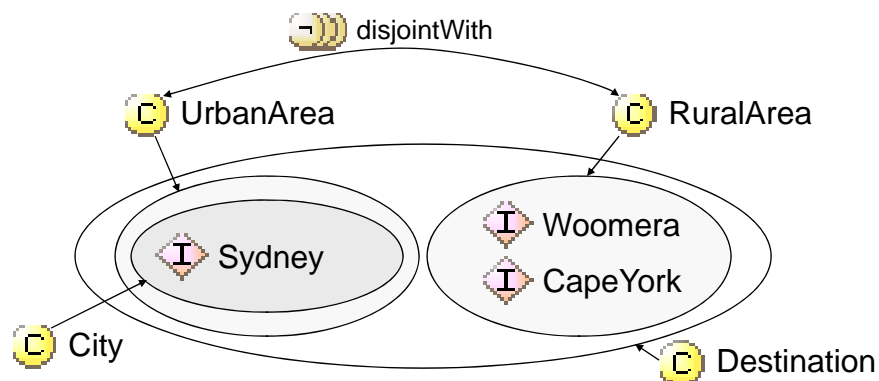 ¬ disjointWith
C UrbanArea
C RuralArea
I Woomera
I Sydney
I CapeYork
C City
C Destination